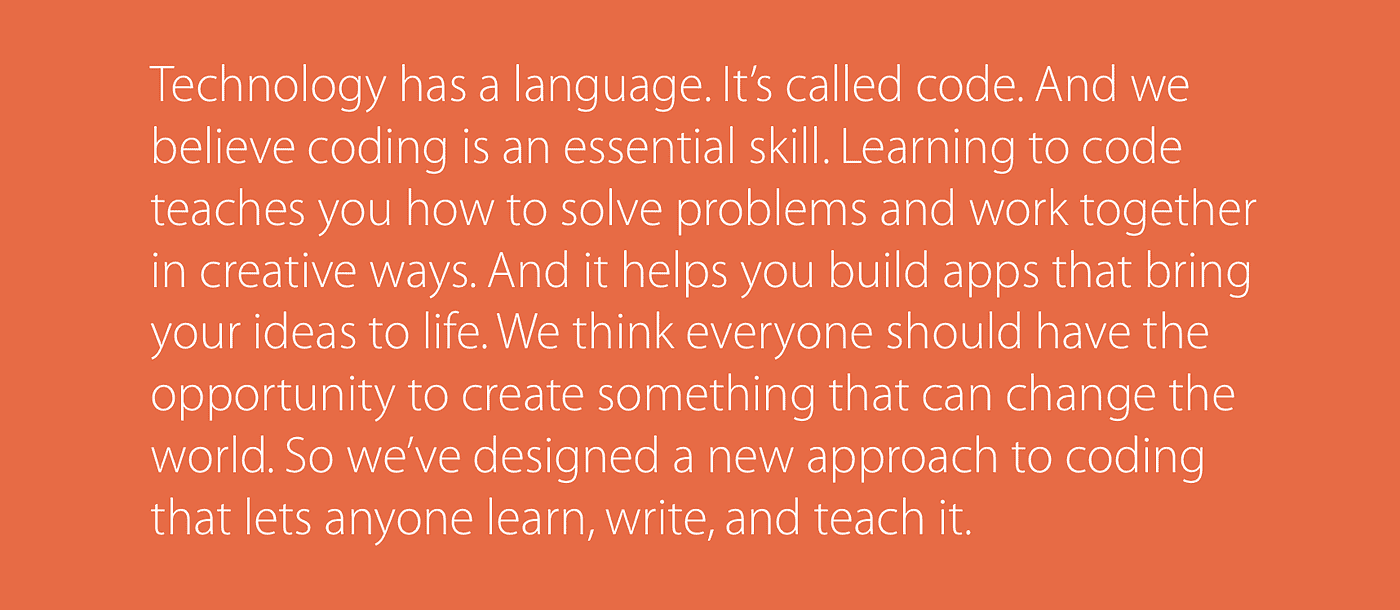 Technology has a language. It’s called code. And we
believe coding is an essential skill. Learning to code
teaches you how to solve problems and work together
in creative ways. And it helps you build apps that bring
your ideas to life. We think everyone should have the
opportunity to create something that can change the
world. So we’ve designed a new approach to coding
that lets anyone learn, write, and teach it.